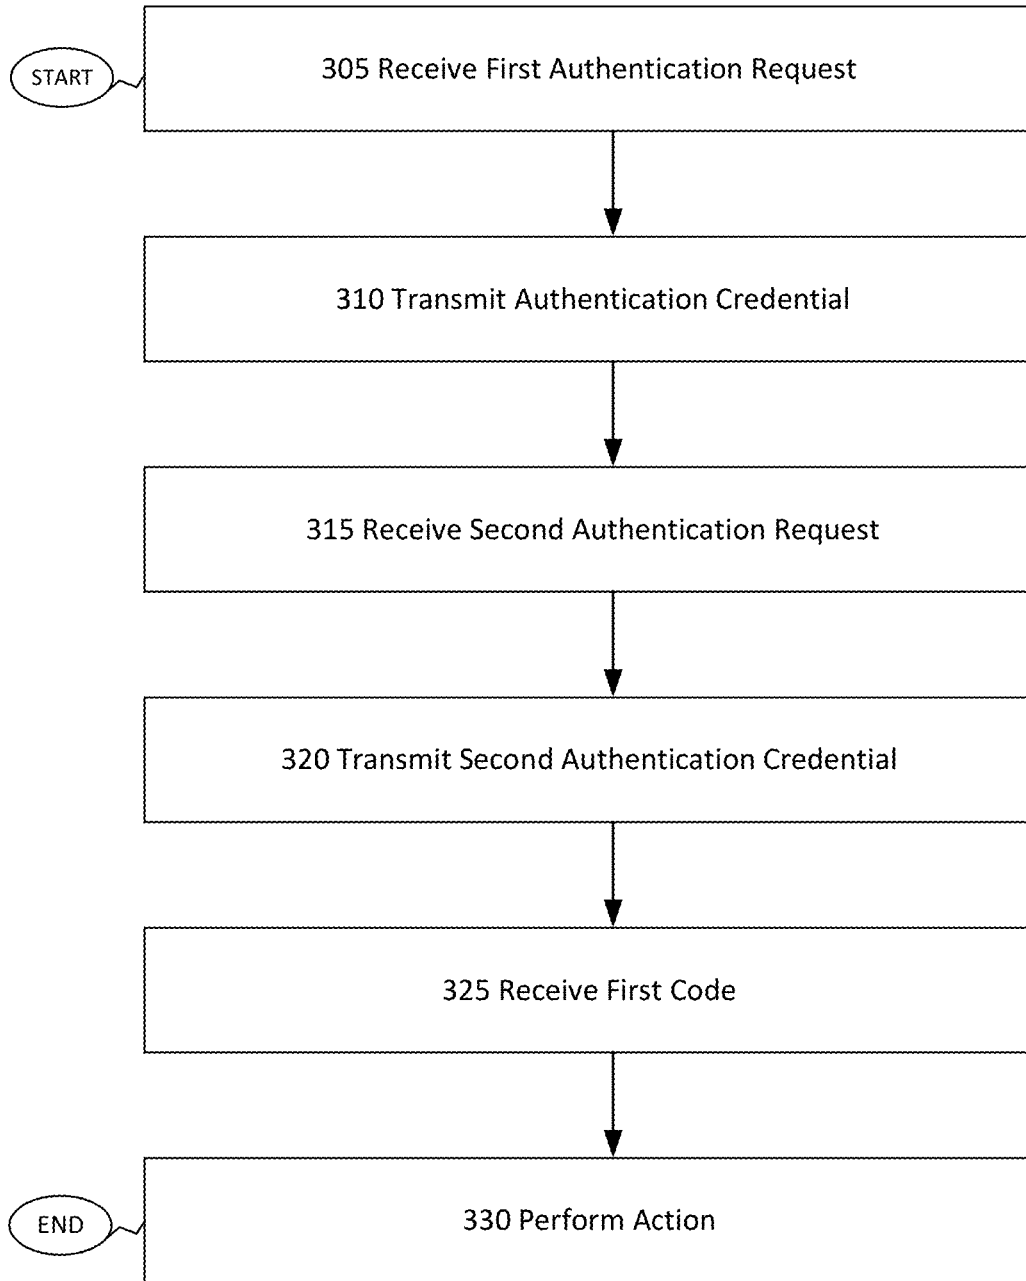 START
305 Receive First Authentication Request
310 Transmit Authentication Credential
315 Receive Second Authentication Request
320 Transmit Second Authentication Credential
325 Receive First Code
330 Perform Action
END